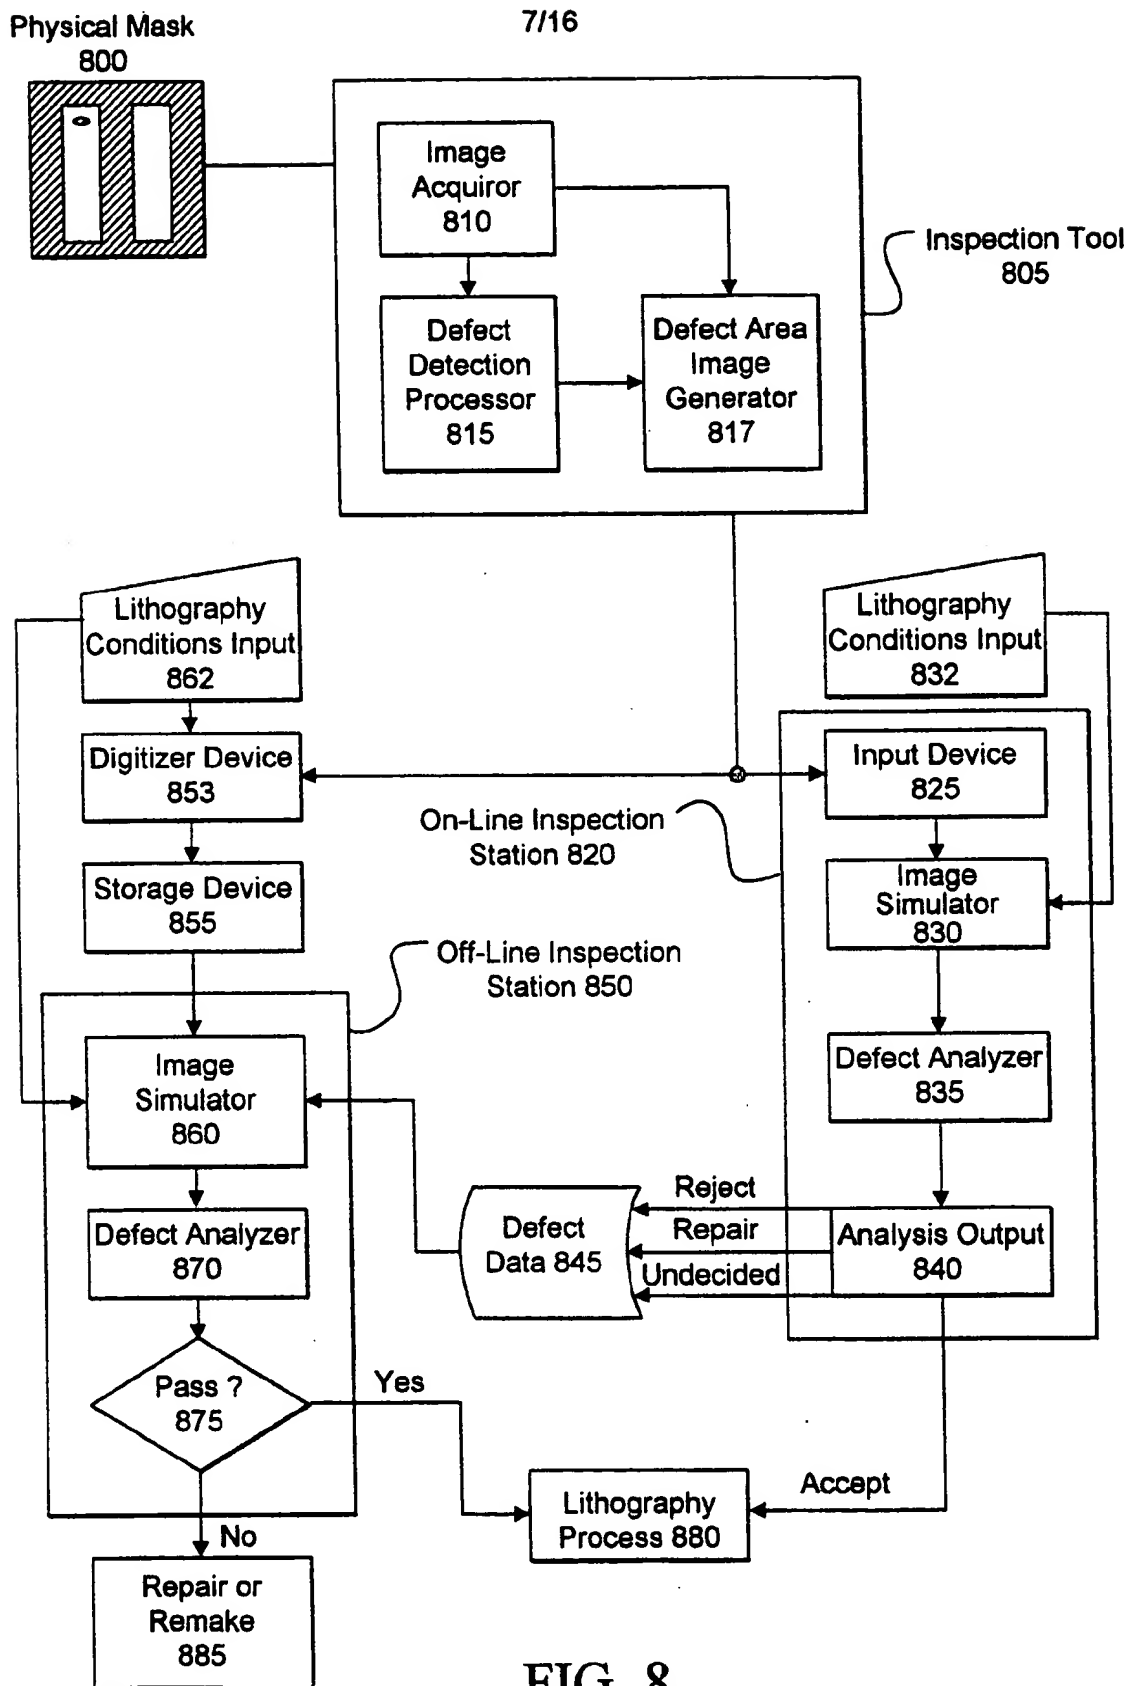 7/16
Physical Mask
800
Image
Acquiror
810
Defect
Detection
Processor
815
Defect Area
Image
Generator
817
Inspection Tool
805
Lithography
Conditions Input
862
Lithography
Conditions Input
832
Digitizer Device
853
Input Device
825
On-Line Inspection
Station 820
Storage Device
855
Image
Simulator
830
Off-Line Inspection
Station 850
Image
Simulator
860
Defect Analyzer
835
Defect Analyzer
870
Defect
Data 845
Reject
Repair
Undecided
Analysis Output
840
Pass ?
875
Yes
Accept
Lithography
Process 880
No
Repair or
Remake
885
FIG. 8